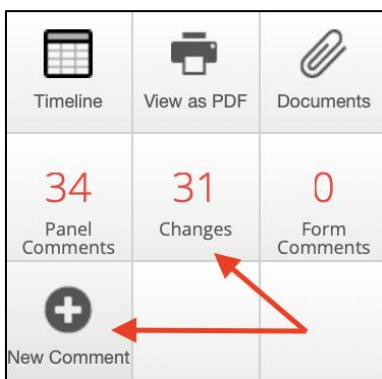 Timeline
View as PDF
Documents
34
Panel
Comments
31
Changes
0
Form
Comments
New Comment